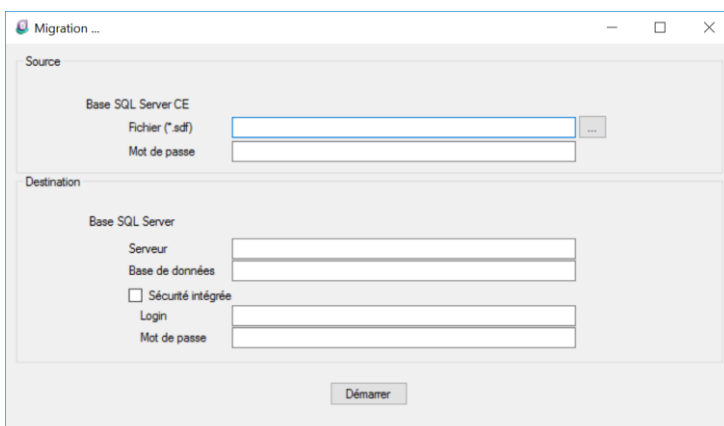 Migration ...
Source
Base SQL Server CE
Fichier (*.sdf)
...
Mot de passe
Destination
Base SQL Server
Serveur
Base de données
Sécurité intégrée
Login
Mot de passe
Démarrer